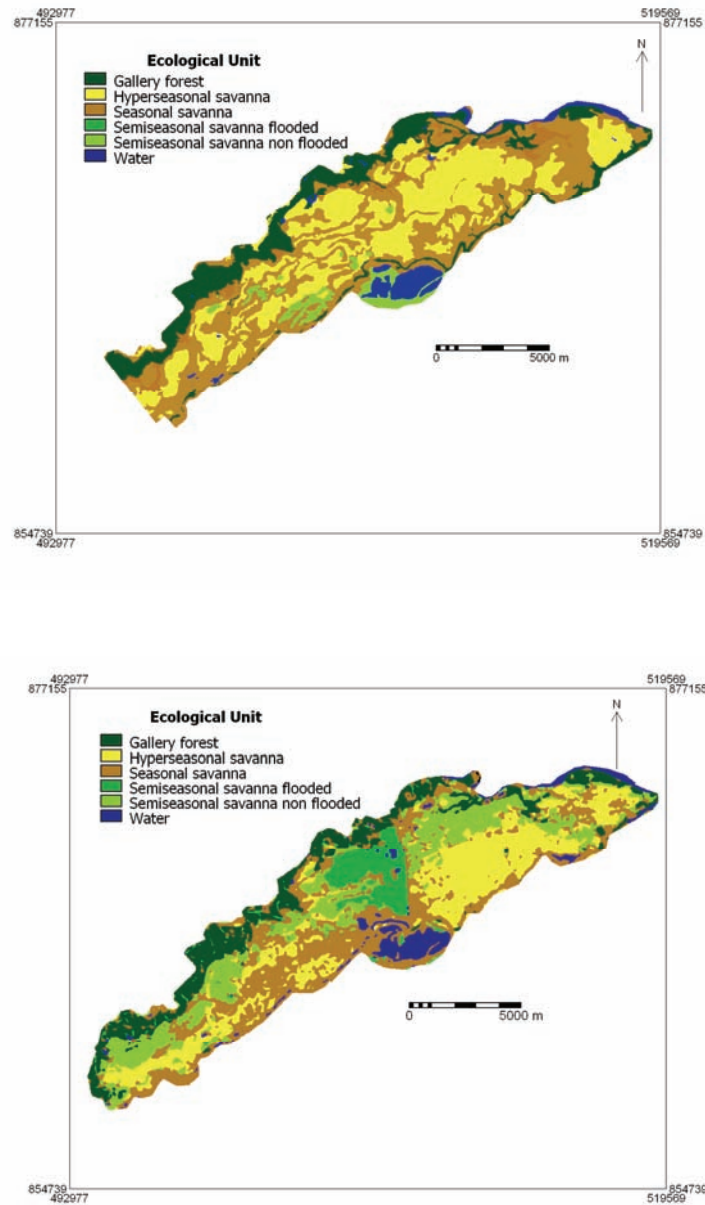 492977
519569
877155
877155
N
Ecological Unit
Gallery forest
Hyperseasonal savanna
Seasonal savanna
Semiseasonal savanna flooded
Semiseasonal savanna non flooded
Water
0 5000 m
854739
854739
492977
519569
492977
519569
877155
877155
N
Ecological Unit
Gallery forest
Hyperseasonal savanna
Seasonal savanna
Semiseasonal savanna flooded
Semiseasonal savanna non flooded
Water
0 5000 m
854739
854739
492977
519569